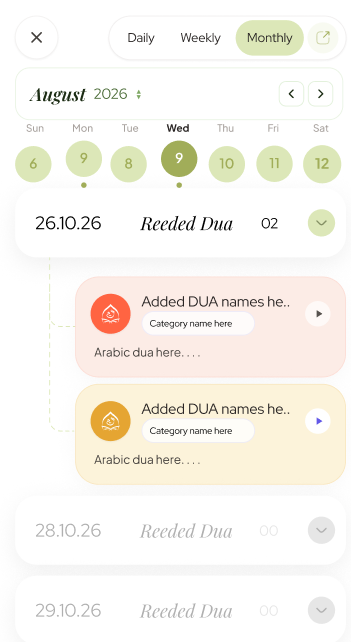 Daily Weekly Monthly
August 2026
Sun Mon Tue Wed Thu Fri Sat
6 9 8 9 10 11 12
26.10.26 Reeded Dua 02
Added DUA names he..
Category name here
Arabic dua here. . . .
Added DUA names he..
Category name here
Arabic dua here. . . .
28.10.26 Reeded Dua 00
29.10.26 Reeded Dua 00